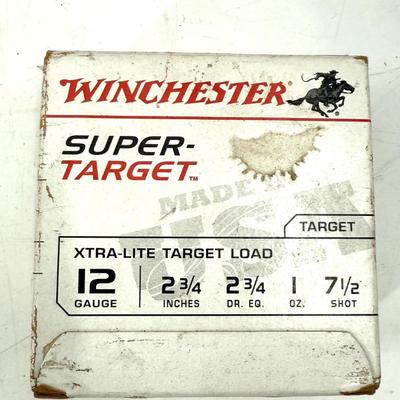 WINCHESTER
SUPER-
TARGET™
MADE IN
USA
TARGET
XTRA-LITE TARGET LOAD
12 2 3/4 2 3/4 1 7 1/2
GAUGE INCHES DR. EQ. OZ. SHOT